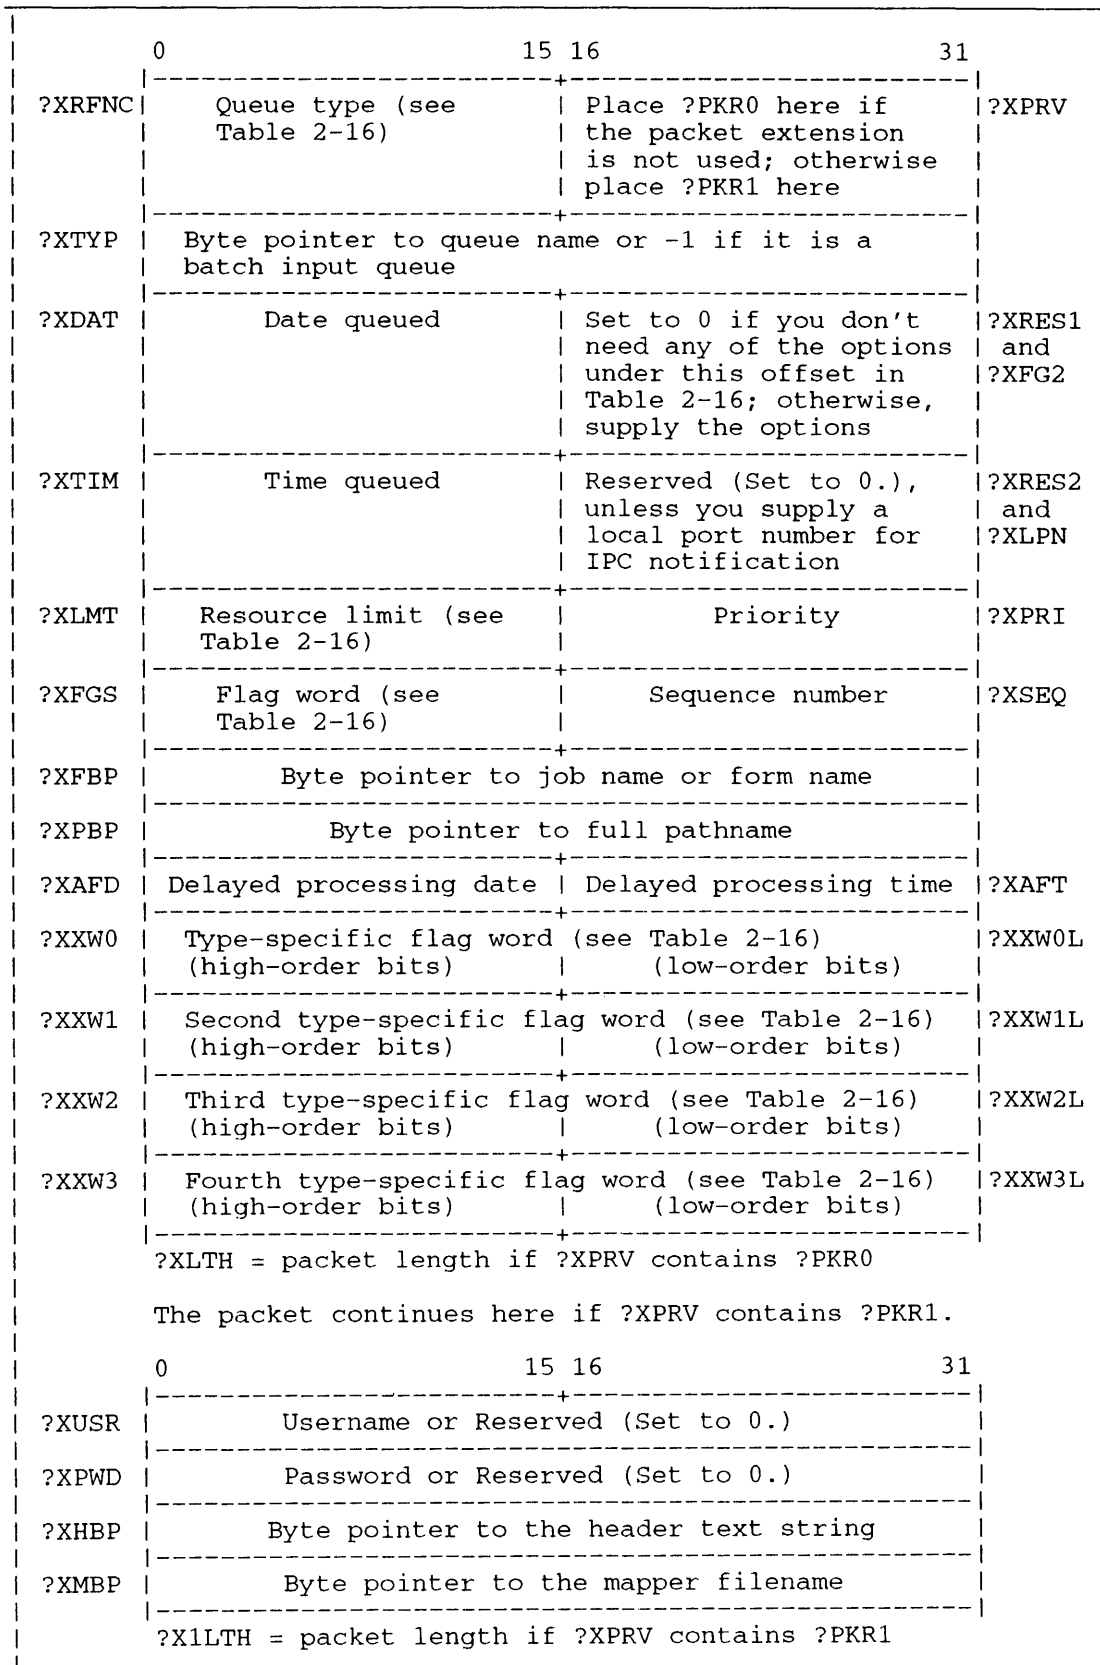 0 15 16 31
?XRFNC Queue type (see Place ?PKR0 here if ?XPRV
Table 2-16) the packet extension
is not used; otherwise
place ?PKR1 here
?XTYP Byte pointer to queue name or -1 if it is a
batch input queue
?XDAT Date queued Set to 0 if you don't ?XRES1
need any of the options and
under this offset in ?XFG2
Table 2-16; otherwise,
supply the options
?XTIM Time queued Reserved (Set to 0.), ?XRES2
unless you supply a and
local port number for ?XLPN
IPC notification
?XLMT Resource limit (see Priority ?XPRI
Table 2-16)
?XFGS Flag word (see Sequence number ?XSEQ
Table 2-16)
?XFBP Byte pointer to job name or form name
?XPBP Byte pointer to full pathname
?XAFD Delayed processing date Delayed processing time ?XAFT
?XXW0 Type-specific flag word (see Table 2-16) ?XXW0L
(high-order bits) (low-order bits)
?XXW1 Second type-specific flag word (see Table 2-16) ?XXW1L
(high-order bits) (low-order bits)
?XXW2 Third type-specific flag word (see Table 2-16) ?XXW2L
(high-order bits) (low-order bits)
?XXW3 Fourth type-specific flag word (see Table 2-16) ?XXW3L
(high-order bits) (low-order bits)
?XLTH = packet length if ?XPRV contains ?PKR0
The packet continues here if ?XPRV contains ?PKR1.
0 15 16 31
?XUSR Username or Reserved (Set to 0.)
?XPWD Password or Reserved (Set to 0.)
?XHBP Byte pointer to the header text string
?XMBP Byte pointer to the mapper filename
?X1LTH = packet length if ?XPRV contains ?PKR1